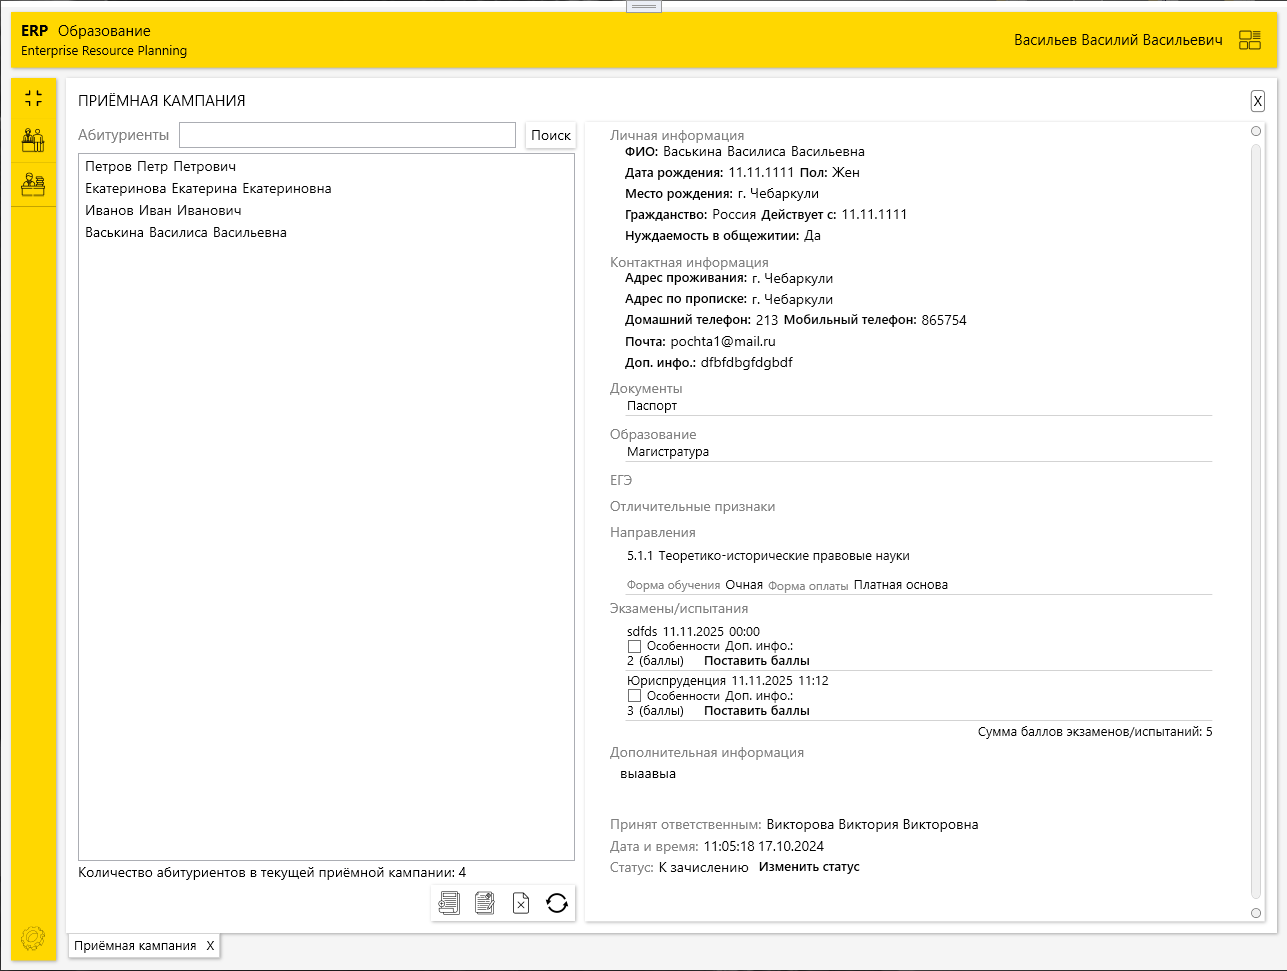 ERP Образование
Enterprise Resource Planning
Васильев Василий Васильевич
ПРИЁМНАЯ КАМПАНИЯ
X
Абитуриенты
Поиск
Петров Петр Петрович
Екатеринова Екатерина Екатериновна
Иванов Иван Иванович
Васькина Василиса Васильевна
Количество абитуриентов в текущей приёмной кампании: 4
Личная информация
ФИО: Васькина Василиса Васильевна
Дата рождения: 11.11.1111 Пол: Жен
Место рождения: г. Чебаркули
Гражданство: Россия Действует с: 11.11.1111
Нуждаемость в общежитии: Да
Контактная информация
Адрес проживания: г. Чебаркули
Адрес по прописке: г. Чебаркули
Домашний телефон: 213 Мобильный телефон: 865754
Почта: pochta1@mail.ru
Доп. инфо.: dfbfdbgfdgbdf
Документы
Паспорт
Образование
Магистратура
ЕГЭ
Отличительные признаки
Направления
5.1.1 Теоретико-исторические правовые науки
Форма обучения Очная Форма оплаты Платная основа
Экзамены/испытания
sdfds 11.11.2025 00:00
Особенности Доп. инфо.:
2 (баллы) Поставить баллы
Юриспруденция 11.11.2025 11:12
Особенности Доп. инфо.:
3 (баллы) Поставить баллы
Сумма баллов экзаменов/испытаний: 5
Дополнительная информация
выаавыа
Принят ответственным: Викторова Виктория Викторовна
Дата и время: 11:05:18 17.10.2024
Статус: К зачислению Изменить статус
Приёмная кампания X